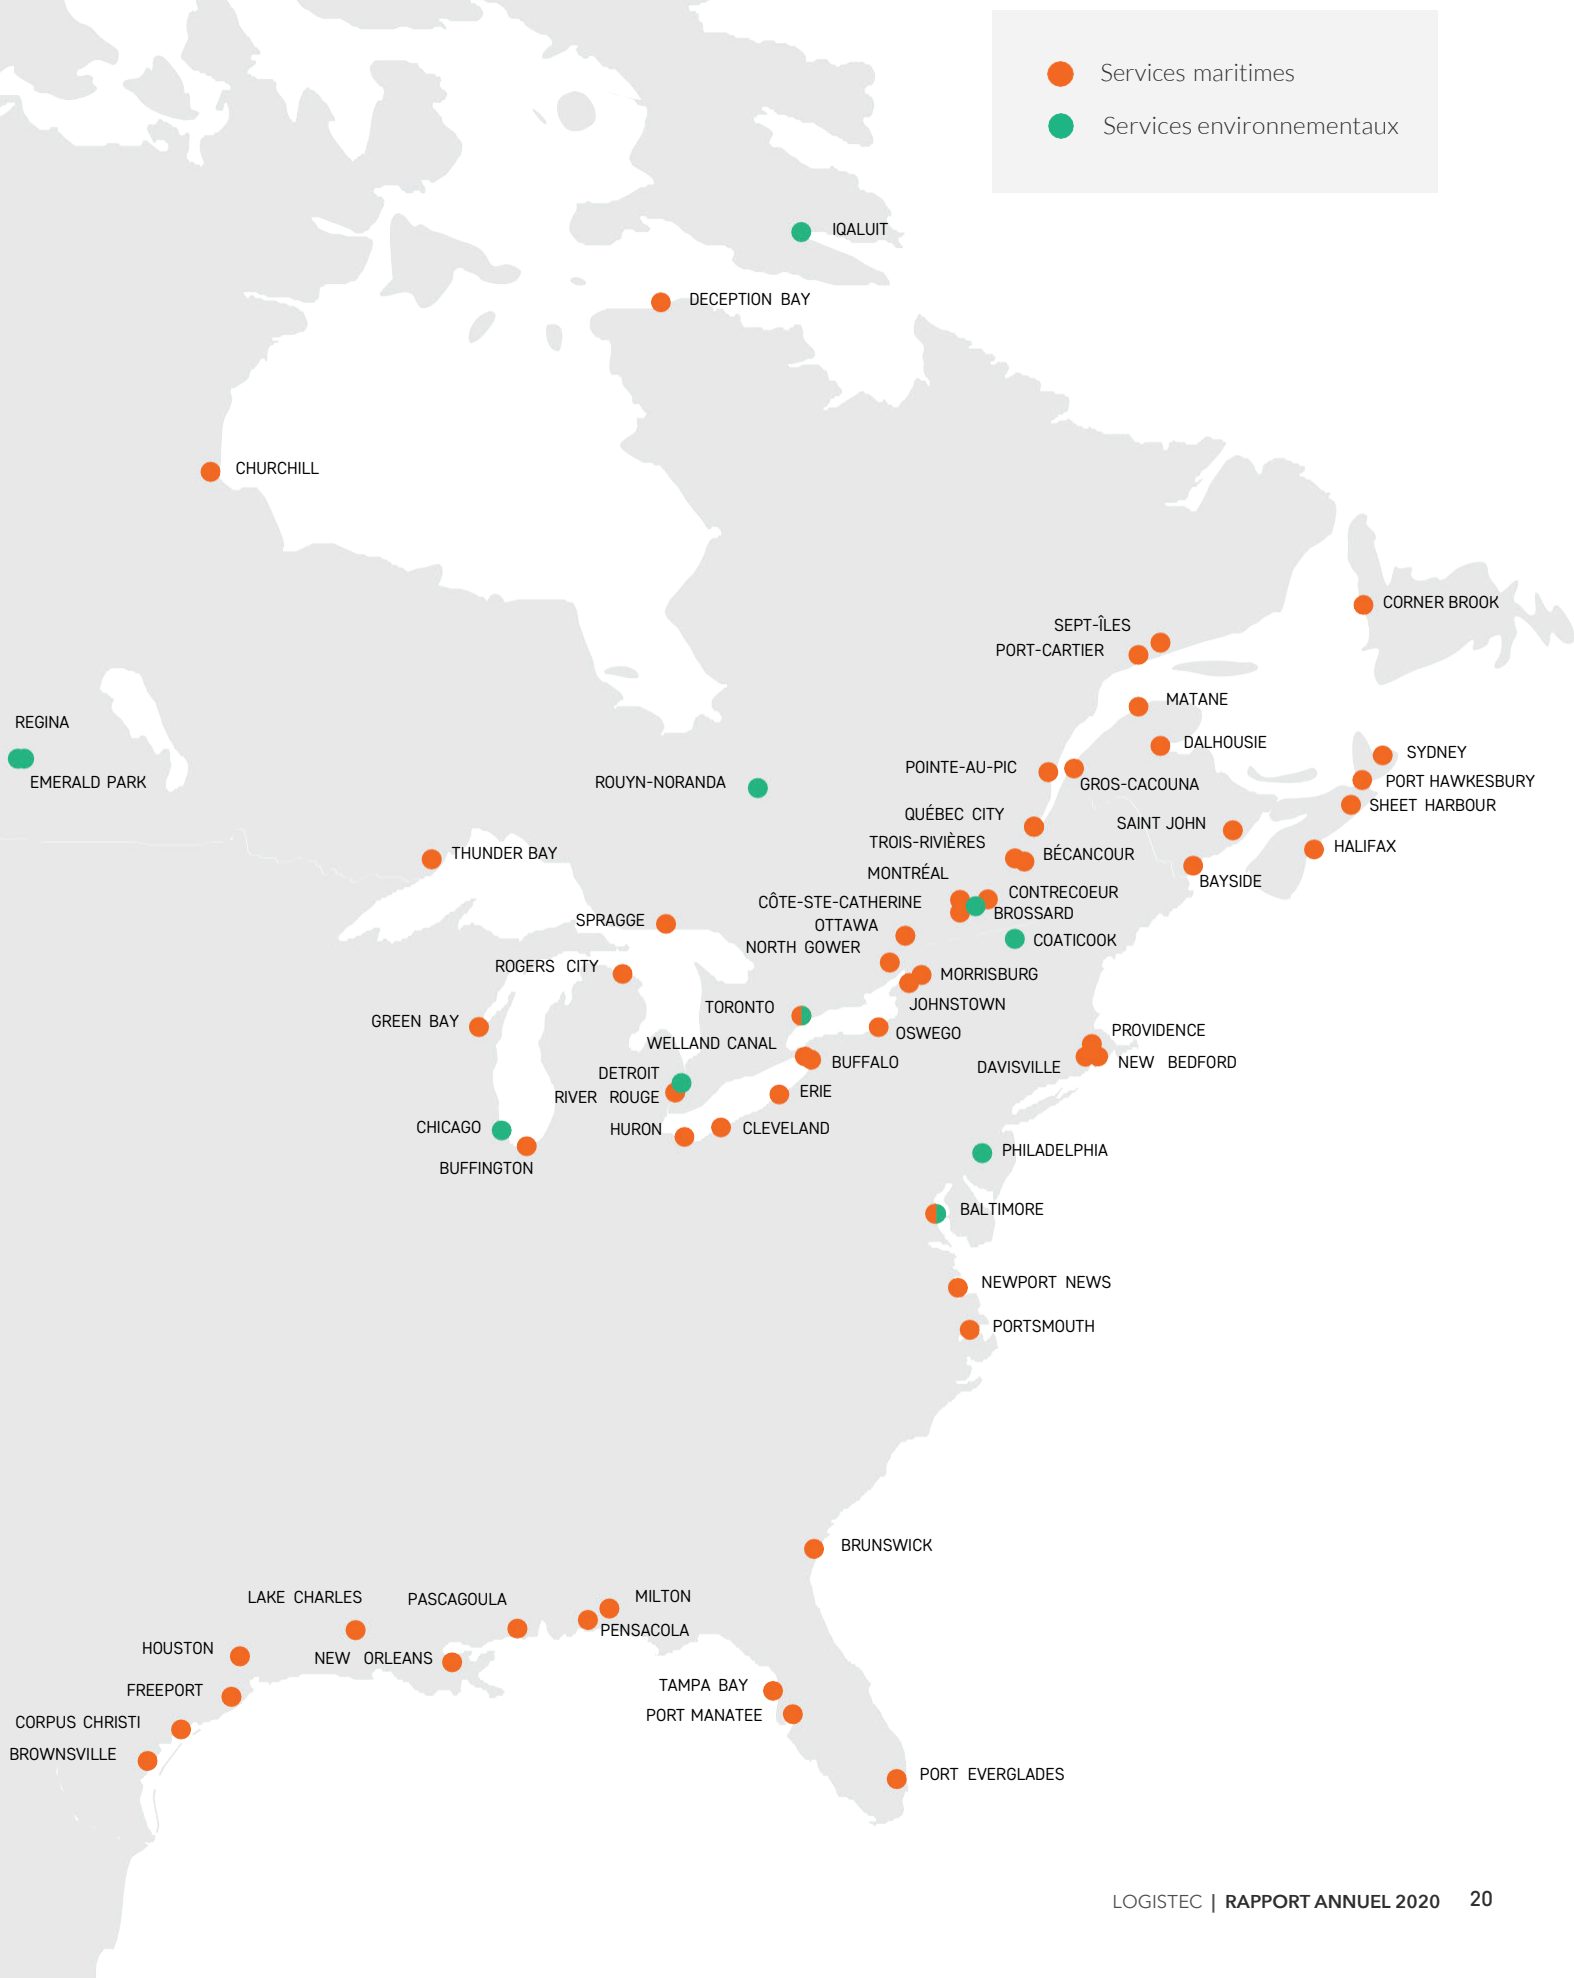 Services maritimes
Services environnementaux
IQALUIT
DECEPTION BAY
CHURCHILL
CORNER BROOK
SEPT-ÎLES
PORT-CARTIER
MATANE
REGINA
DALHOUSIE
SYDNEY
POINTE-AU-PIC
EMERALD PARK
ROUYN-NORANDA
GROS-CACOUNA
PORT HAWKESBURY
SHEET HARBOUR
QUÉBEC CITY
SAINT JOHN
TROIS-RIVIÈRES
HALIFAX
THUNDER BAY
BÉCANCOUR
MONTRÉAL
BAYSIDE
CONTRECOEUR
CÔTE-STE-CATHERINE
BROSSARD
SPRAGGE
OTTAWA
COATICOOK
NORTH GOWER
ROGERS CITY
MORRISBURG
JOHNSTOWN
TORONTO
GREEN BAY
OSWEGO
PROVIDENCE
WELLAND CANAL
BUFFALO
NEW BEDFORD
DAVISVILLE
DETROIT
RIVER ROUGE
ERIE
CHICAGO
HURON
CLEVELAND
BUFFINGTON
PHILADELPHIA
BALTIMORE
NEWPORT NEWS
PORTSMOUTH
BRUNSWICK
LAKE CHARLES
PASCAGOULA
MILTON
PENSACOLA
HOUSTON
NEW ORLEANS
FREEPORT
TAMPA BAY
PORT MANATEE
CORPUS CHRISTI
BROWNSVILLE
PORT EVERGLADES
LOGISTEC | RAPPORT ANNUEL 2020 20